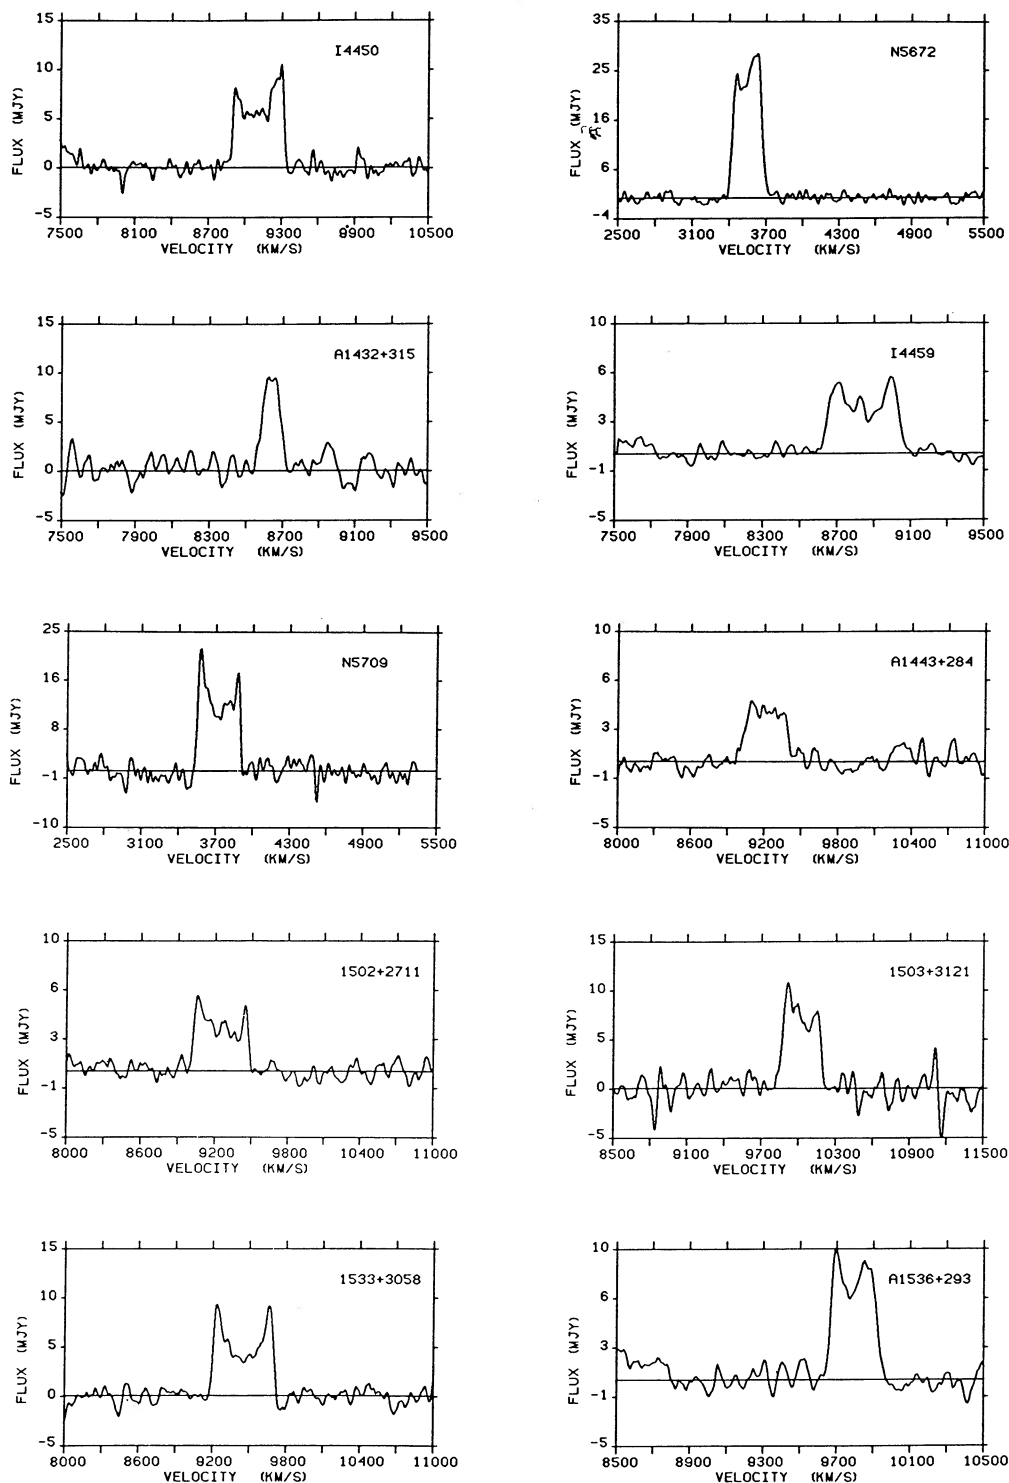 I4450
FLUX (MJY)
15
10
5
0
-5
7500 8100 8700 9300 9900 10500
VELOCITY (KM/S)
N5672
FLUX (MJY)
35
25
16
6
-4
2500 3100 3700 4300 4900 5500
VELOCITY (KM/S)
A1432+315
FLUX (MJY)
15
10
5
0
-5
7500 7900 8300 8700 9100 9500
VELOCITY (KM/S)
I4459
FLUX (MJY)
10
6
3
-1
-5
7500 7900 8300 8700 9100 9500
VELOCITY (KM/S)
N5709
FLUX (MJY)
25
16
8
-1
-10
2500 3100 3700 4300 4900 5500
VELOCITY (KM/S)
A1443+284
FLUX (MJY)
10
6
3
-1
-5
8000 8600 9200 9800 10400 11000
VELOCITY (KM/S)
1502+2711
FLUX (MJY)
10
6
3
-1
-5
8000 8600 9200 9800 10400 11000
VELOCITY (KM/S)
1503+3121
FLUX (MJY)
15
10
5
0
-5
8500 9100 9700 10300 10900 11500
VELOCITY (KM/S)
1533+3058
FLUX (MJY)
15
10
5
0
-5
8000 8600 9200 9800 10400 11000
VELOCITY (KM/S)
A1536+293
FLUX (MJY)
10
6
3
-1
-5
8500 8900 9300 9700 10100 10500
VELOCITY (KM/S)